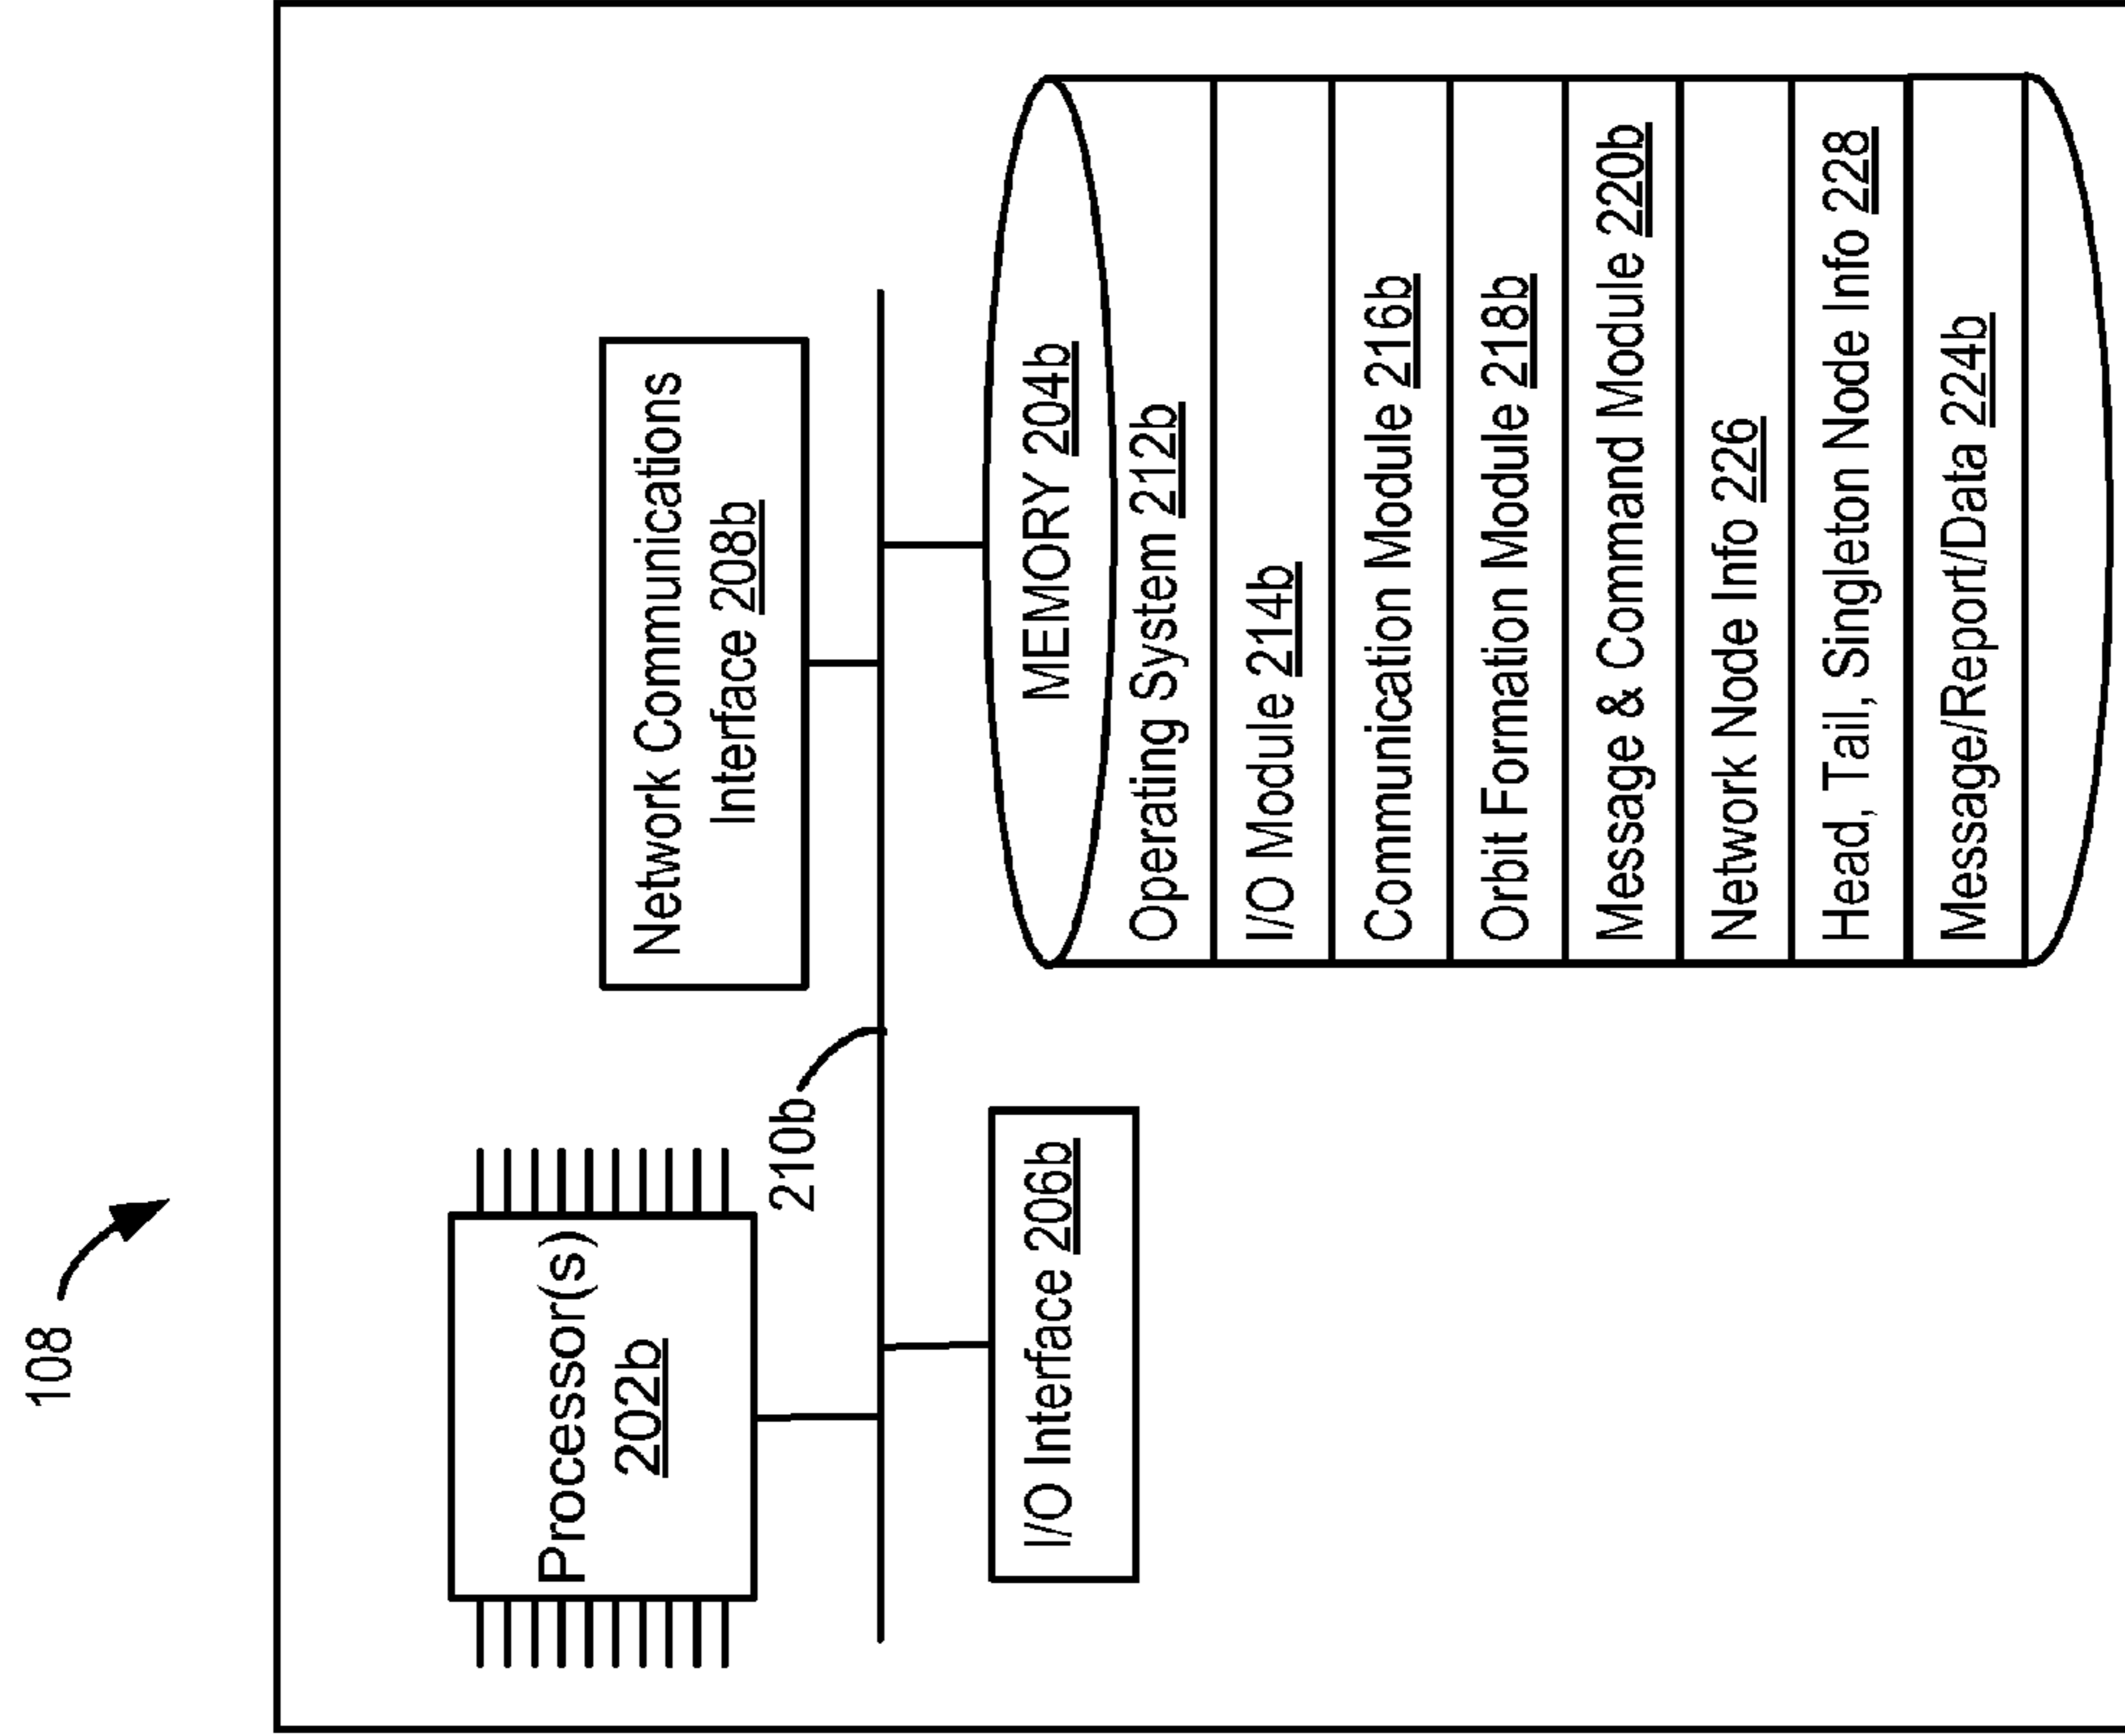 108
Processor(s)
202b
Network Communications
Interface 208b
210b
I/O Interface 206b
MEMORY 204b
Operating System 212b
I/O Module 214b
Communication Module 216b
Orbit Formation Module 218b
Message & Command Module 220b
Network Node Info 226
Head, Tail, Singleton Node Info 228
Message/Report/Data 224b